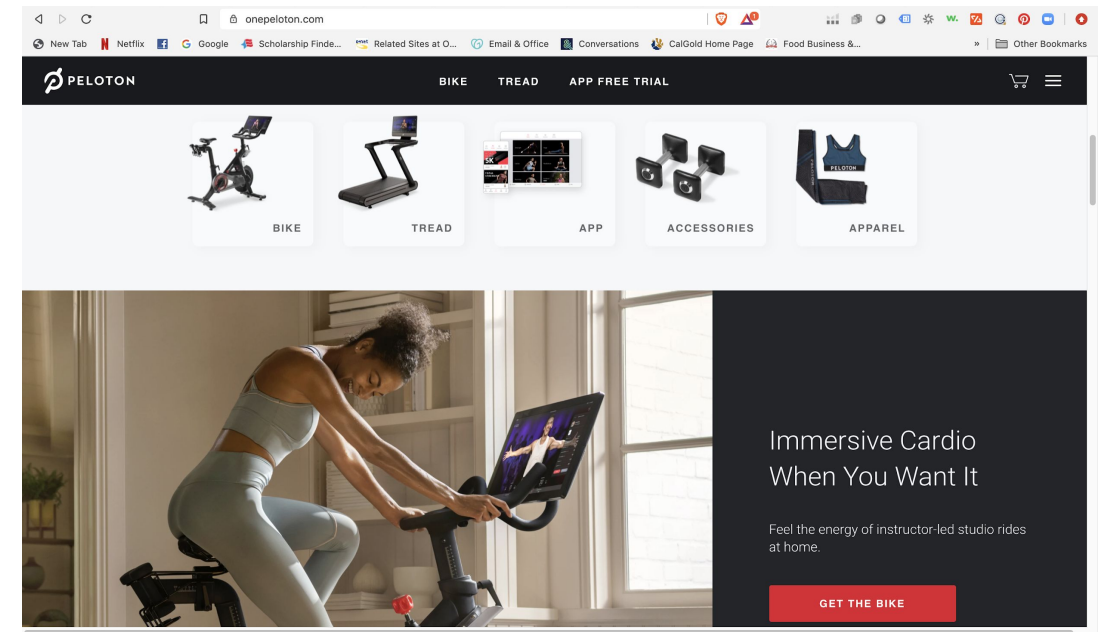 onepeloton.com
New Tab Netflix Google Scholarship Finde... Related Sites at O... Email & Office Conversations CalGold Home Page Food Business &... » Other Bookmarks
PELOTON BIKE TREAD APP FREE TRIAL
5K
PELOTON
BIKE TREAD APP ACCESSORIES APPAREL
Immersive Cardio
When You Want It
Feel the energy of instructor-led studio rides
at home.
GET THE BIKE